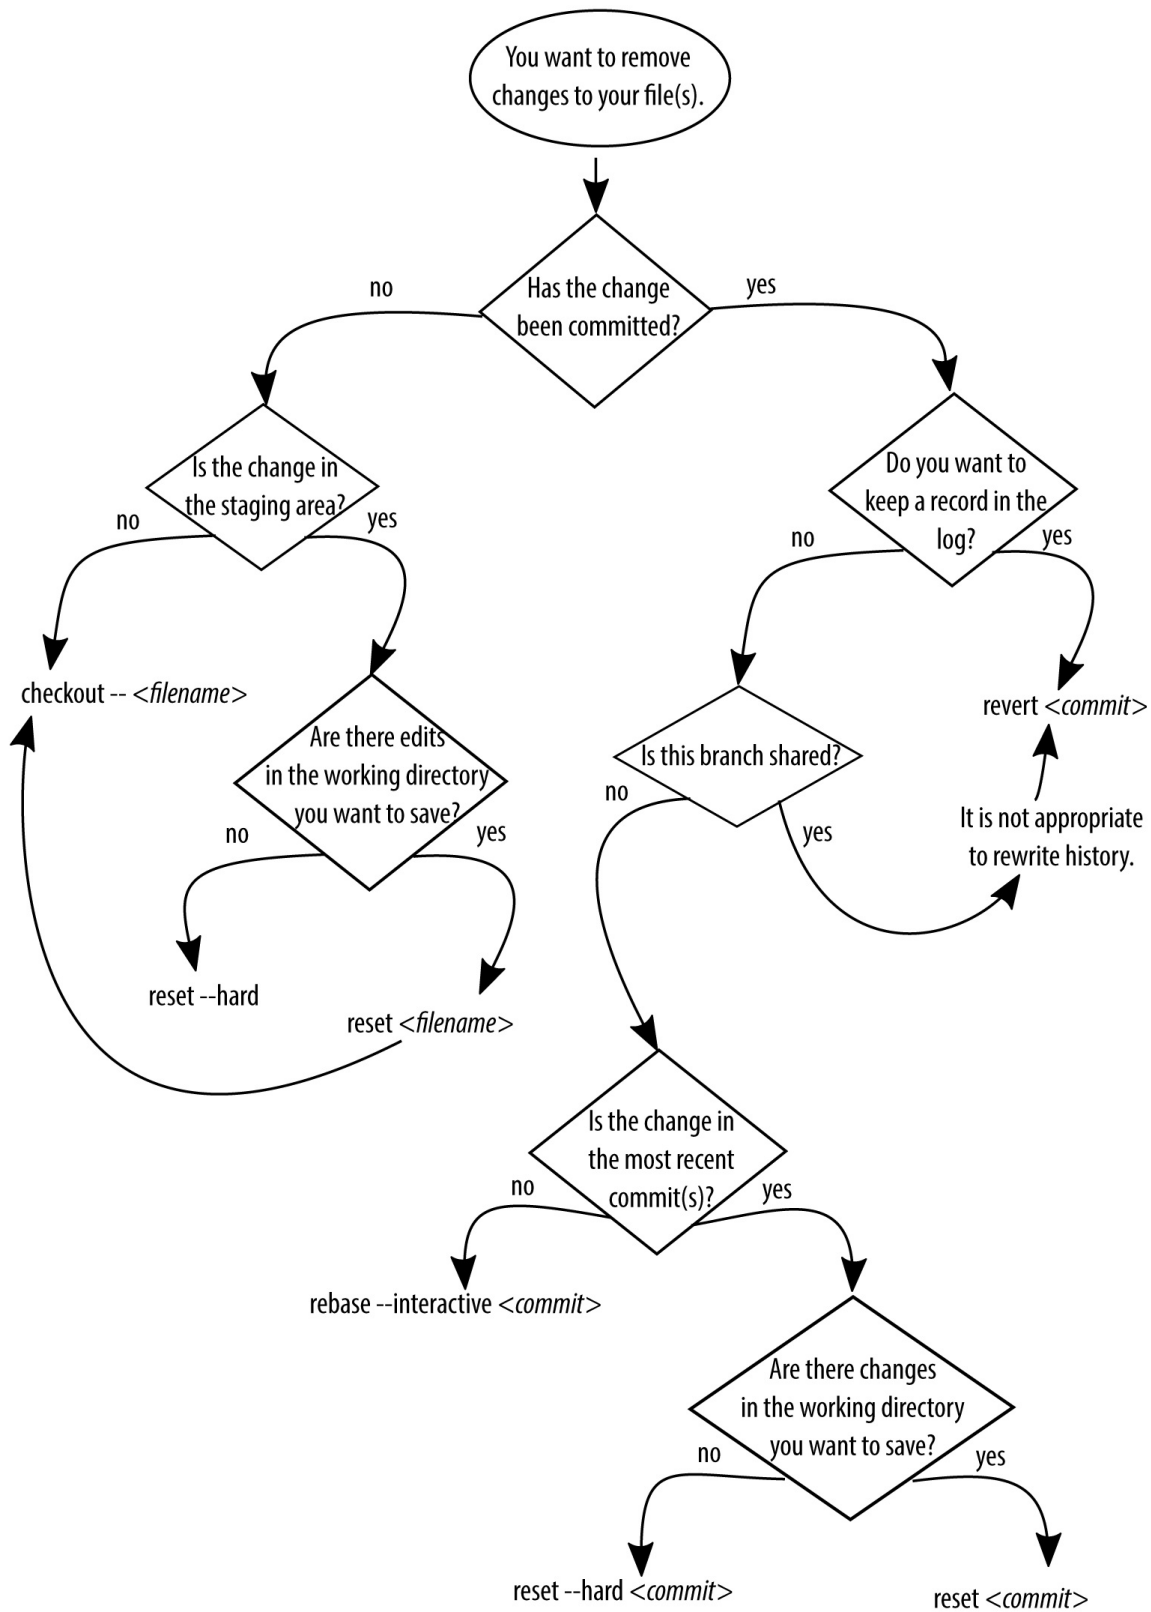 You want to remove
changes to your file(s).
Has the change
been committed?
no
yes
Is the change in
the staging area?
no
yes
Do you want to
keep a record in the
log?
no
yes
checkout -- <filename>
Are there edits
in the working directory
you want to save?
no
yes
Is this branch shared?
no
yes
revert <commit>
It is not appropriate
to rewrite history.
reset --hard
reset <filename>
Is the change in
the most recent
commit(s)?
no
yes
rebase --interactive <commit>
Are there changes
in the working directory
you want to save?
no
yes
reset --hard <commit>
reset <commit>